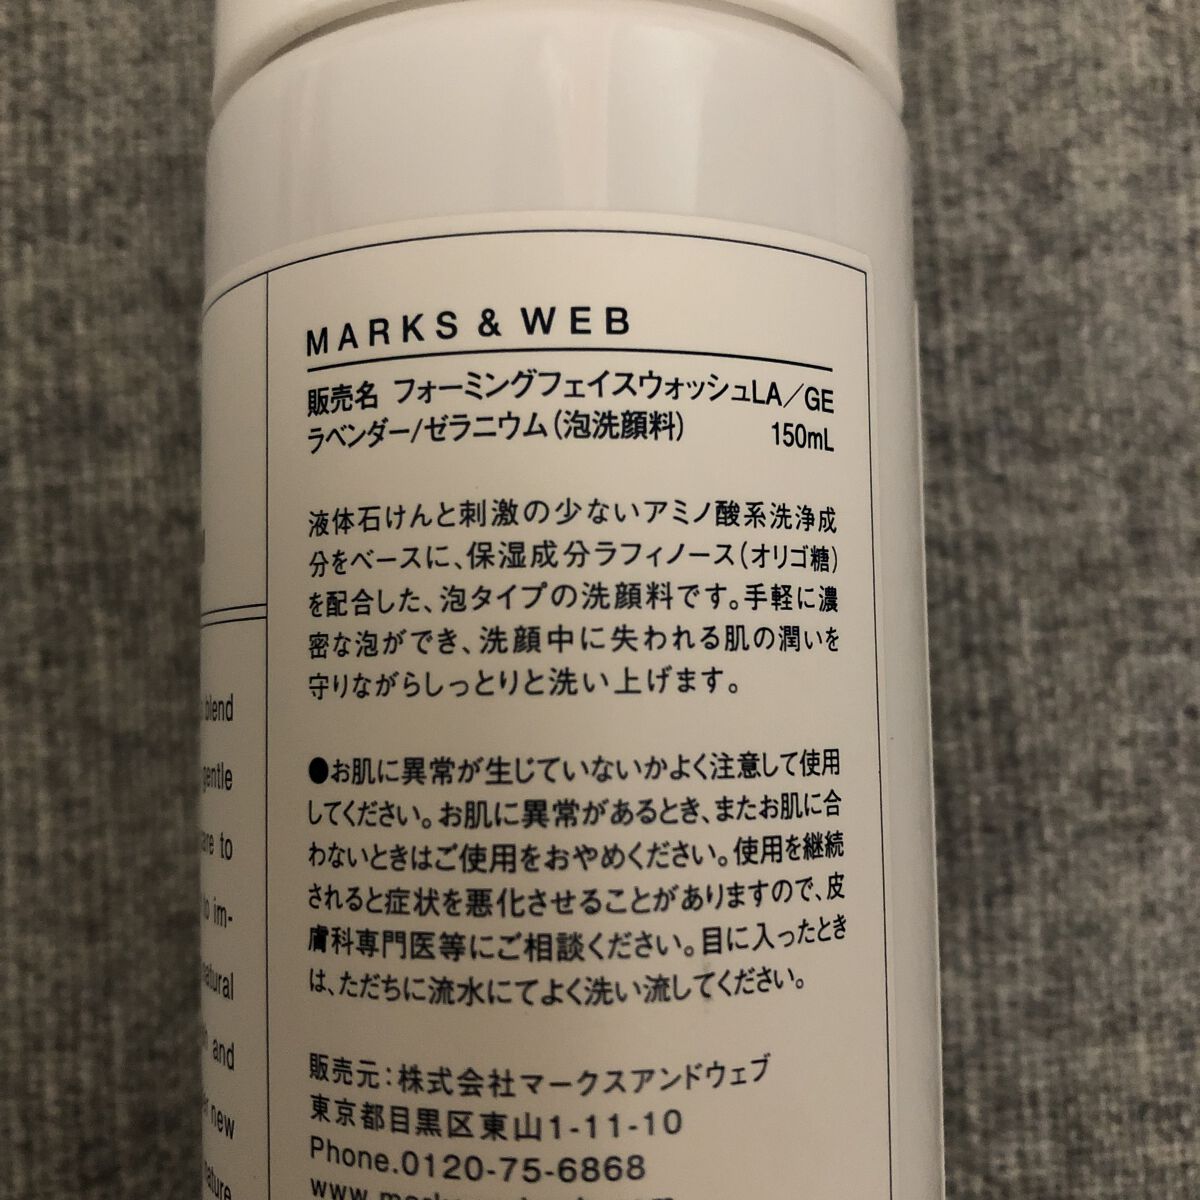 MARKS & WEB
販売名 フォーミングフェイスウォッシュLA/GE
ラベンダー/ゼラニウム(泡洗顔料) 150mL
液体石けんと刺激の少ないアミノ酸系洗浄成
分をベースに、保湿成分ラフィノース(オリゴ糖)
を配合した、泡タイプの洗顔料です。手軽に濃
密な泡ができ、洗顔中に失われる肌の潤いを
守りながらしっとりと洗い上げます。
●お肌に異常が生じていないかよく注意して使用
してください。お肌に異常があるとき、またお肌に合
わないときはご使用をおやめください。使用を継続
されると症状を悪化させることがありますので、皮
膚科専門医等にご相談ください。目に入ったとき
は、ただちに流水にてよく洗い流してください。
販売元:株式会社マークスアンドウェブ
東京都目黒区東山1-11-10
Phone.0120-75-6868
blend
gentle
to
im-
natural
and
new
nature